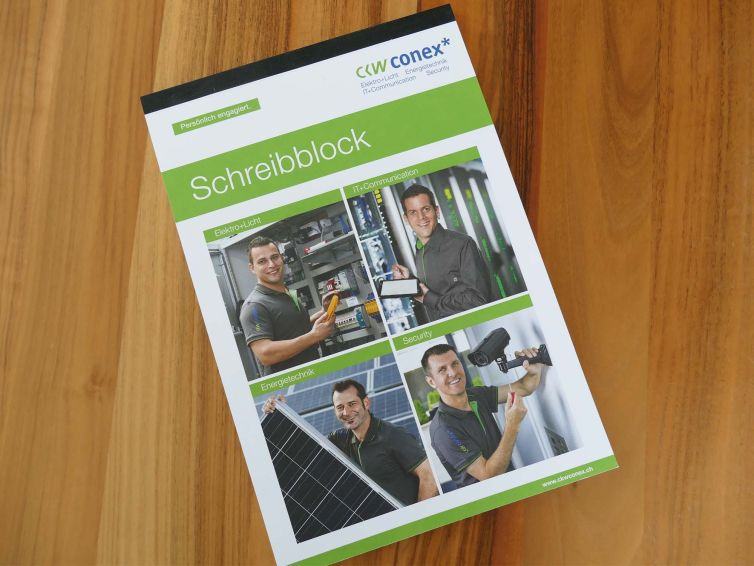 CKW conex*
Elektro+Licht Energietechnik
IT+Communication Security
Persönlich engagiert.
Schreibblock
Elektro+Licht
IT+Communication
Energietechnik
Security
www.ckwconex.ch